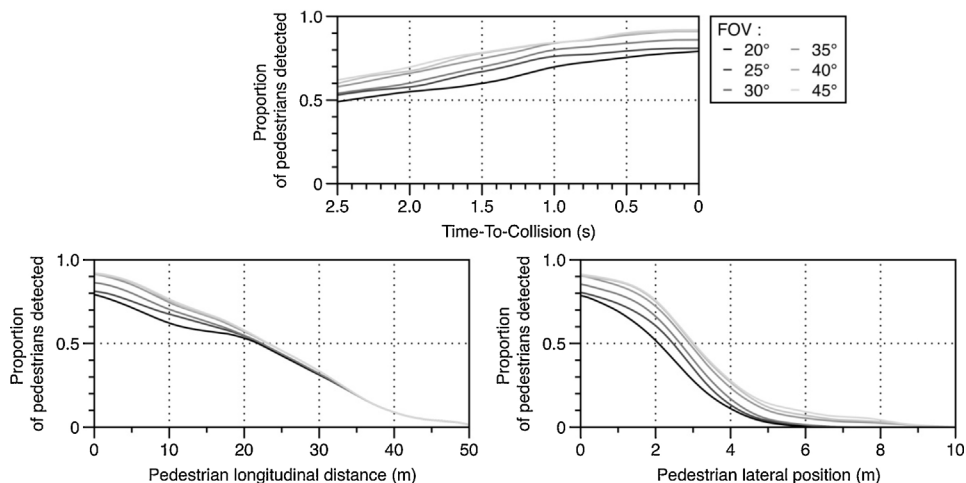 Proportion
of pedestrians detected
1.0
0.5
0
2.5 2.0 1.5 1.0 0.5 0
Time-To-Collision (s)
FOV :
20° 35°
25° 40°
30° 45°
Proportion
of pedestrians detected
1.0
0.5
0
0 10 20 30 40 50
Pedestrian longitudinal distance (m)
Proportion
of pedestrians detected
1.0
0.5
0
0 2 4 6 8 10
Pedestrian lateral position (m)